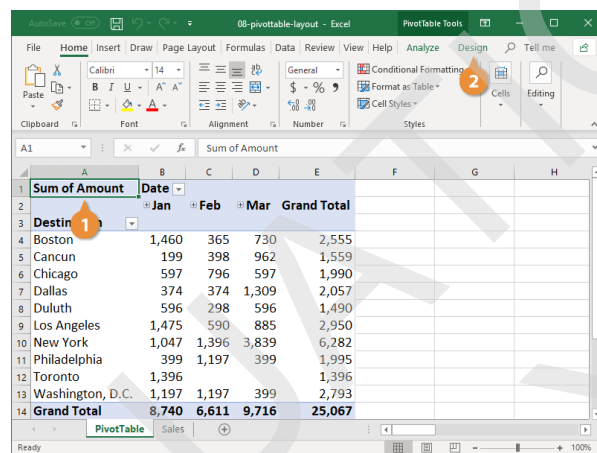 AutoSave Off 08-pivottable-layout - Excel PivotTable Tools
File Home Insert Draw Page Layout Formulas Data Review View Help Analyze Design Tell me
Calibri 14 A^ A˅ ab General Conditional Formatting
Paste B I U A $ % 9 Format as Table Cells Editing
Cell Styles
2
Clipboard Font Alignment Number Styles
A1 fx Sum of Amount
A B C D E F G H
1 Sum of Amount Date
2 Jan Feb Mar Grand Total
3 1
4 Boston 1,460 365 730 2,555
5 Cancun 199 398 962 1,559
6 Chicago 597 796 597 1,990
7 Dallas 374 374 1,309 2,057
8 Duluth 596 298 596 1,490
9 Los Angeles 1,475 590 885 2,950
10 New York 1,047 1,396 3,839 6,282
11 Philadelphia 399 1,197 399 1,995
12 Toronto 1,396 1,396
13 Washington, D.C. 1,197 1,197 399 2,793
14 Grand Total 8,740 6,611 9,716 25,067
PivotTable Sales
Ready 100%